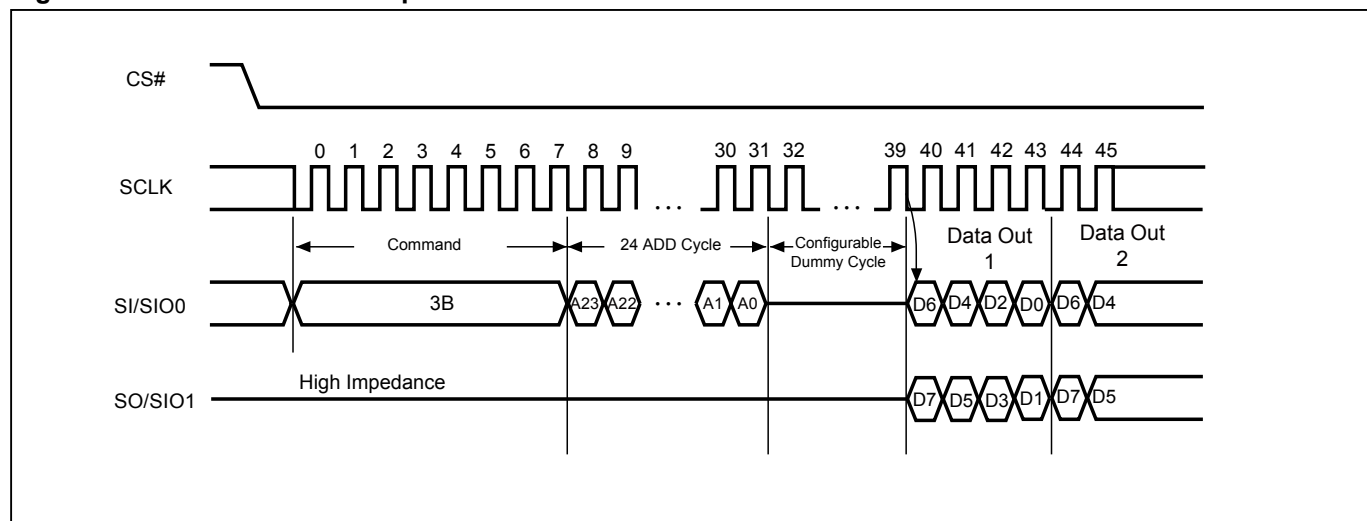 CS#
0 1 2 3 4 5 6 7 8 9 30 31 32 39 40 41 42 43 44 45
SCLK
... ...
Command 24 ADD Cycle Configurable Dummy Cycle Data Out 1 Data Out 2
SI/SIO0 3B A23 A22 ... A1 A0 D6 D4 D2 D0 D6 D4
High Impedance
SO/SIO1 D7 D5 D3 D1 D7 D5